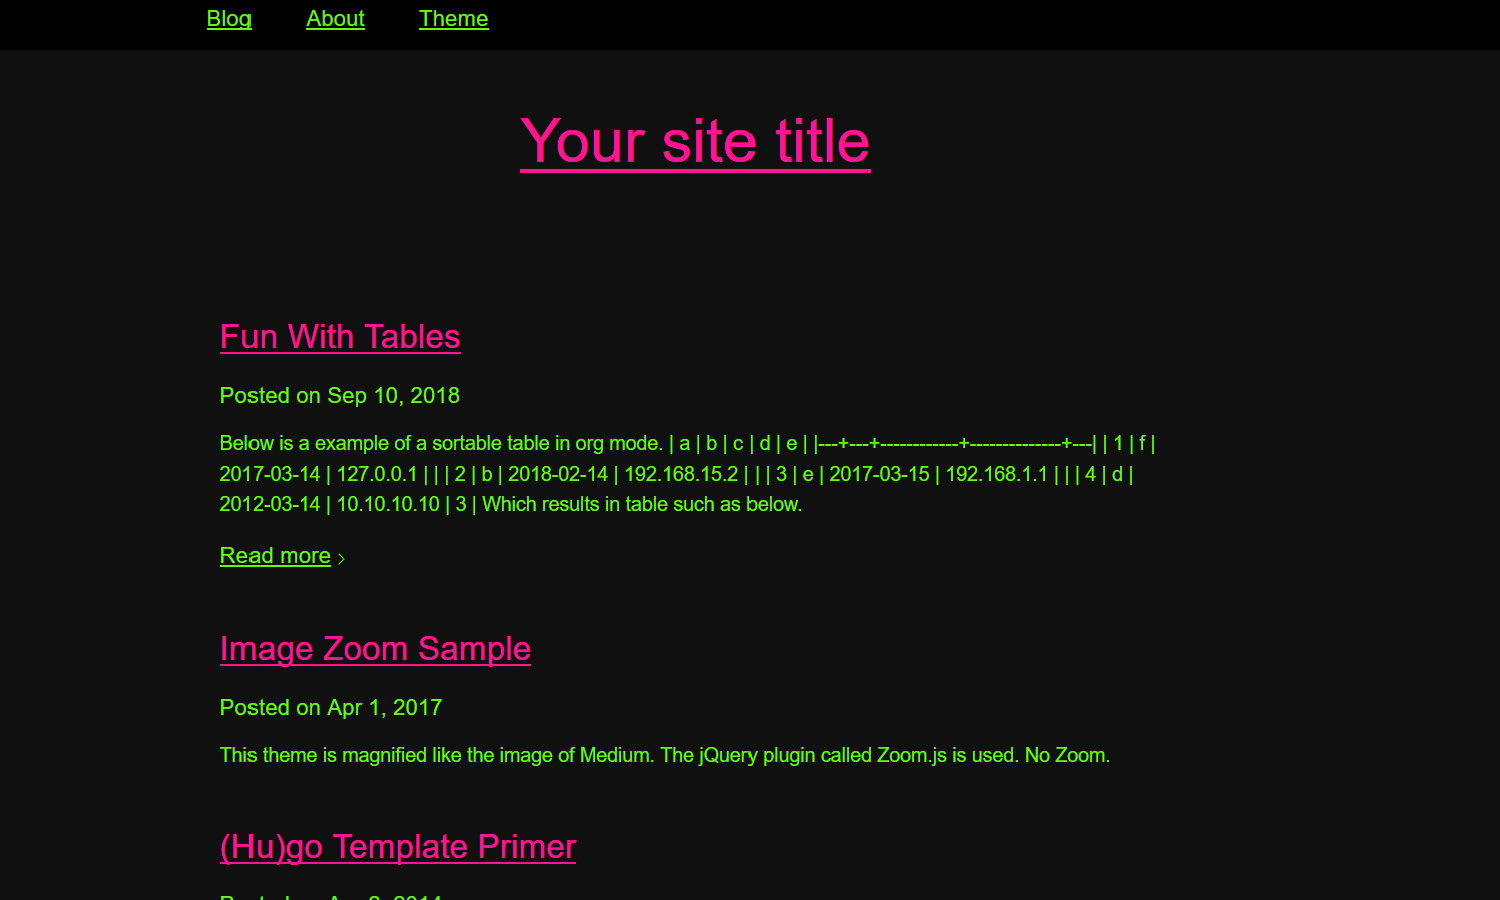 Blog About Theme
Your site title
Fun With Tables
Posted on Sep 10, 2018
Below is a example of a sortable table in org mode. | a | b | c | d | e | |---+---+------------+--------------+---| | 1 | f |
2017-03-14 | 127.0.0.1 | | | 2 | b | 2018-02-14 | 192.168.15.2 | | | 3 | e | 2017-03-15 | 192.168.1.1 | | | 4 | d |
2012-03-14 | 10.10.10.10 | 3 | Which results in table such as below.
Read more
Image Zoom Sample
Posted on Apr 1, 2017
This theme is magnified like the image of Medium. The jQuery plugin called Zoom.js is used. No Zoom.
(Hu)go Template Primer